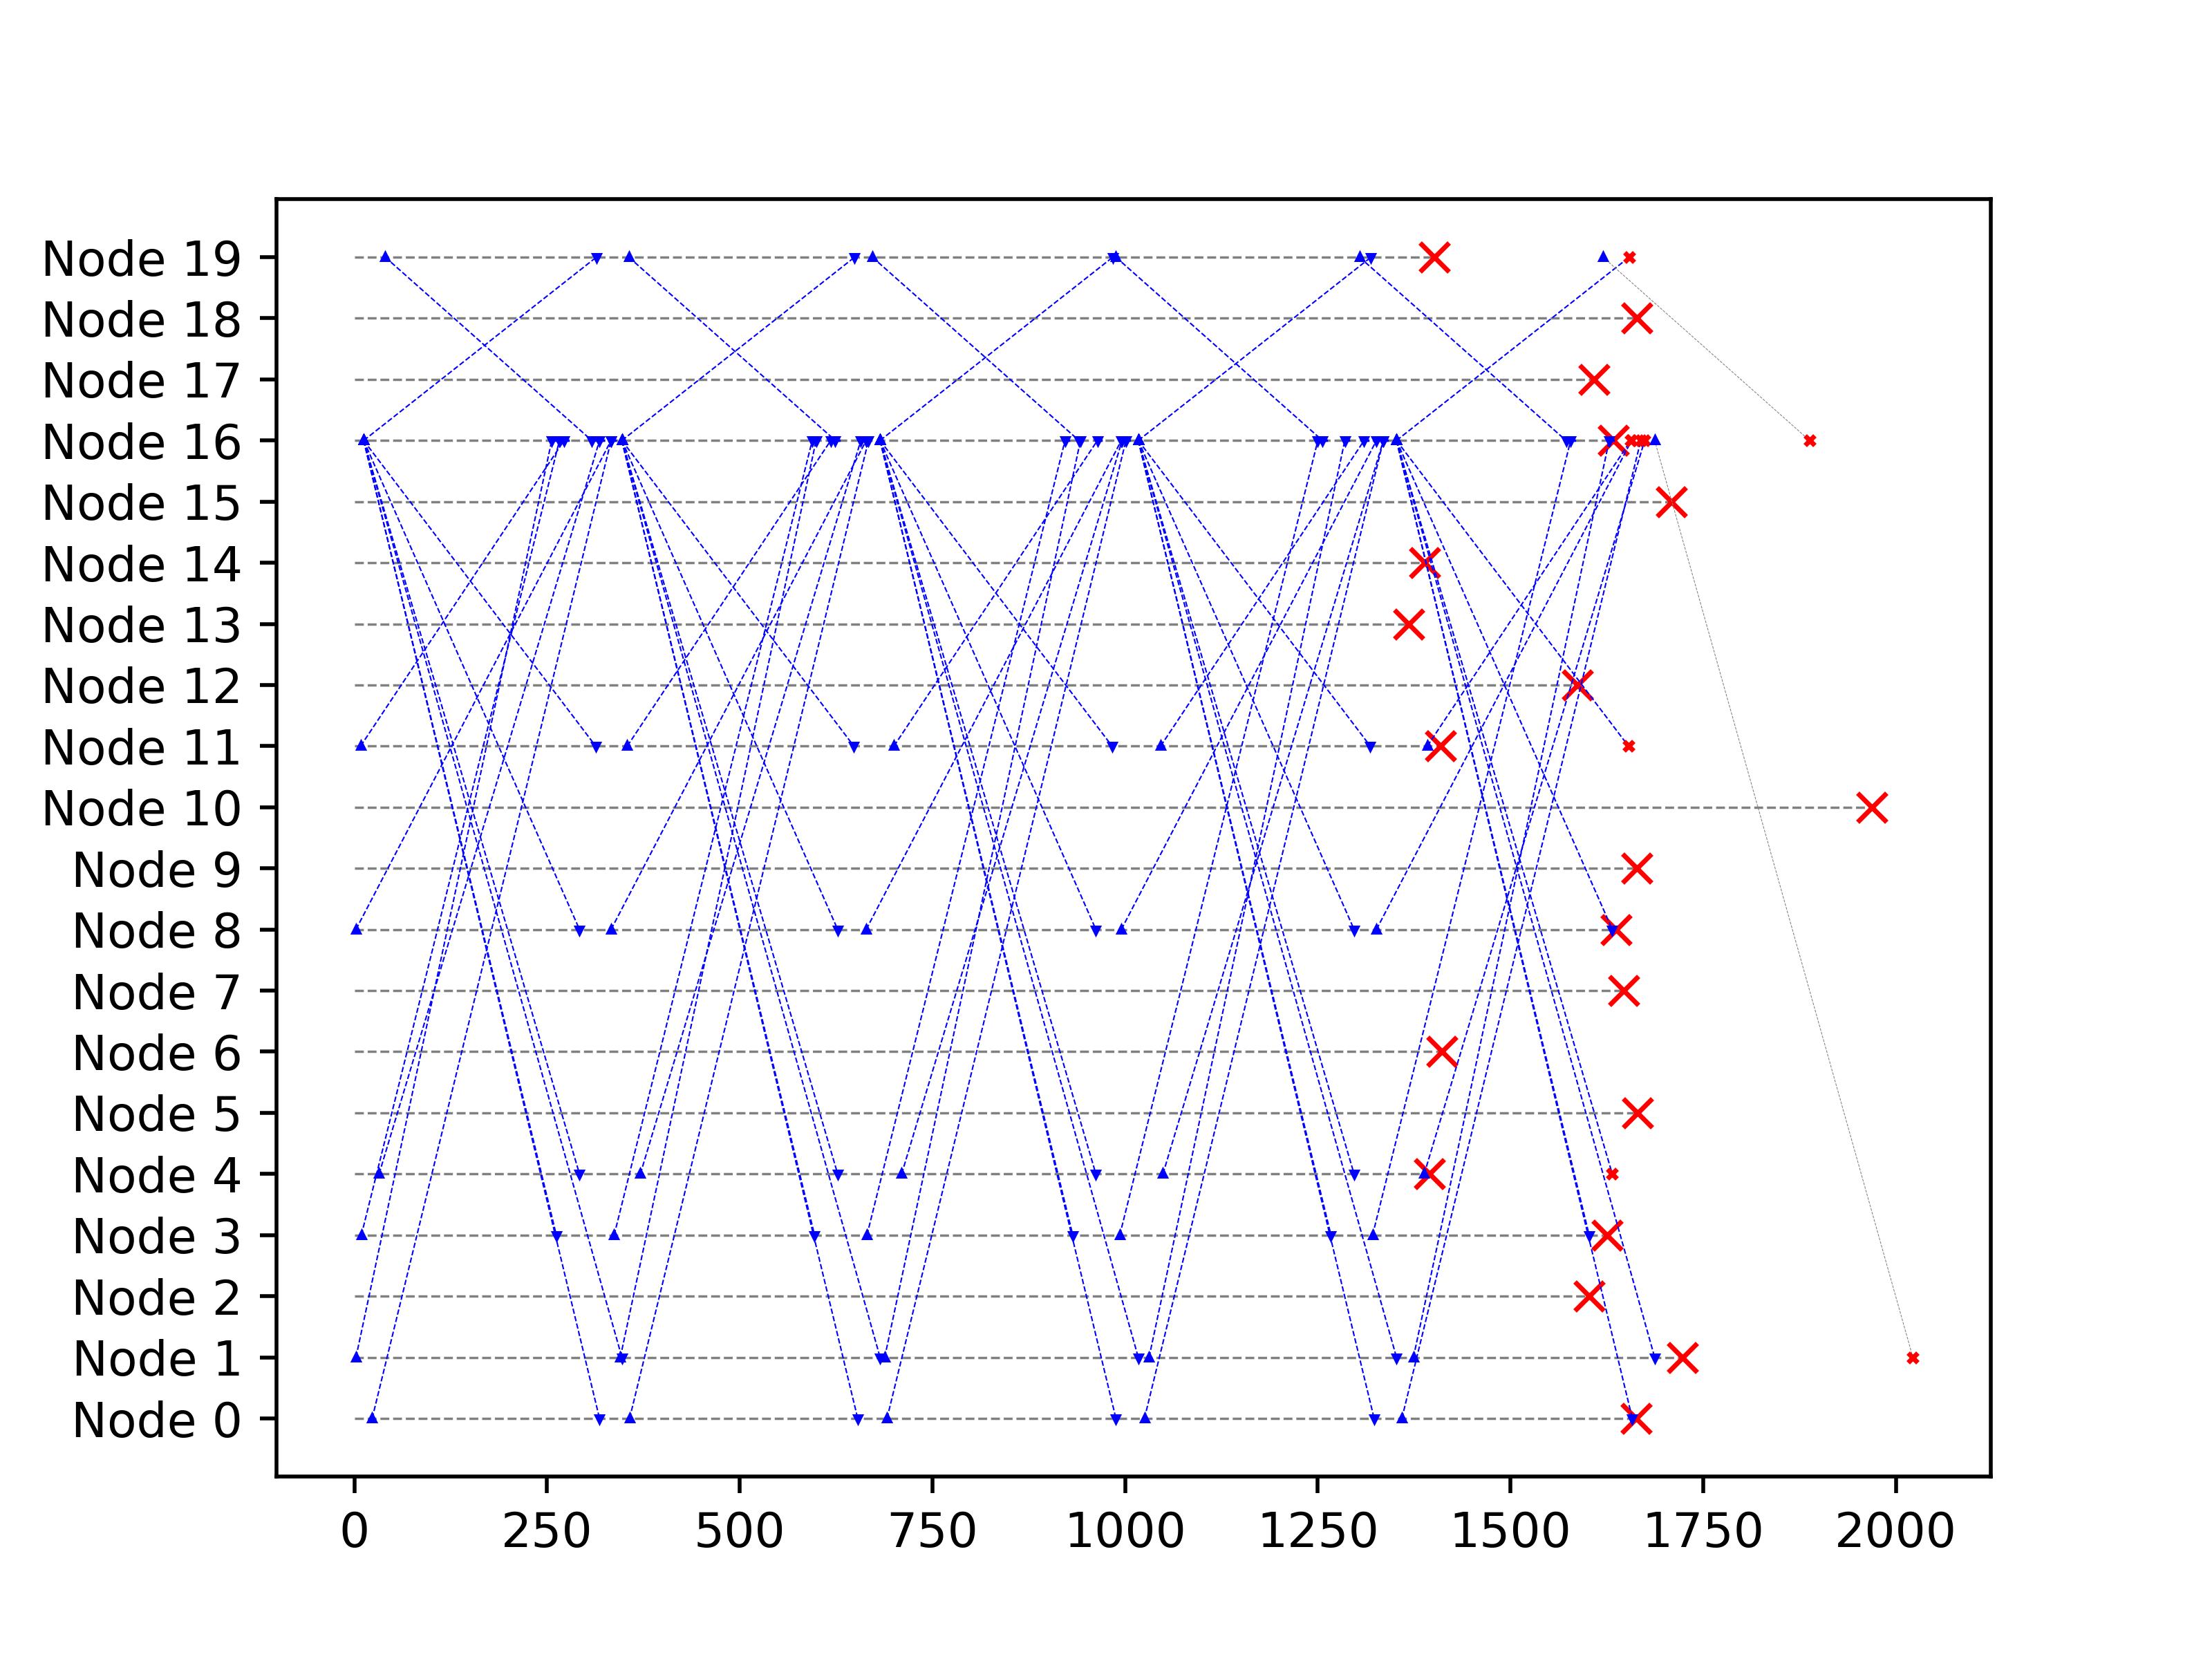 Node 19
Node 18
Node 17
Node 16
Node 15
Node 14
Node 13
Node 12
Node 11
Node 10
Node 9
Node 8
Node 7
Node 6
Node 5
Node 4
Node 3
Node 2
Node 1
Node 0
0 250 500 750 1000 1250 1500 1750 2000